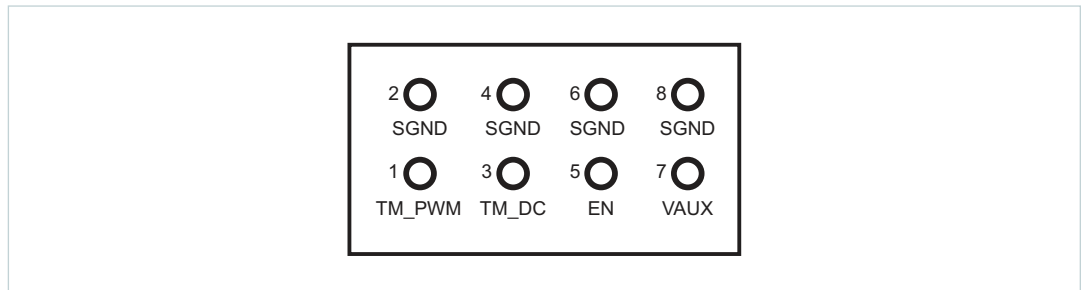 2 4 6 8
SGND SGND SGND SGND
1 3 5 7
TM_PWM TM_DC EN VAUX